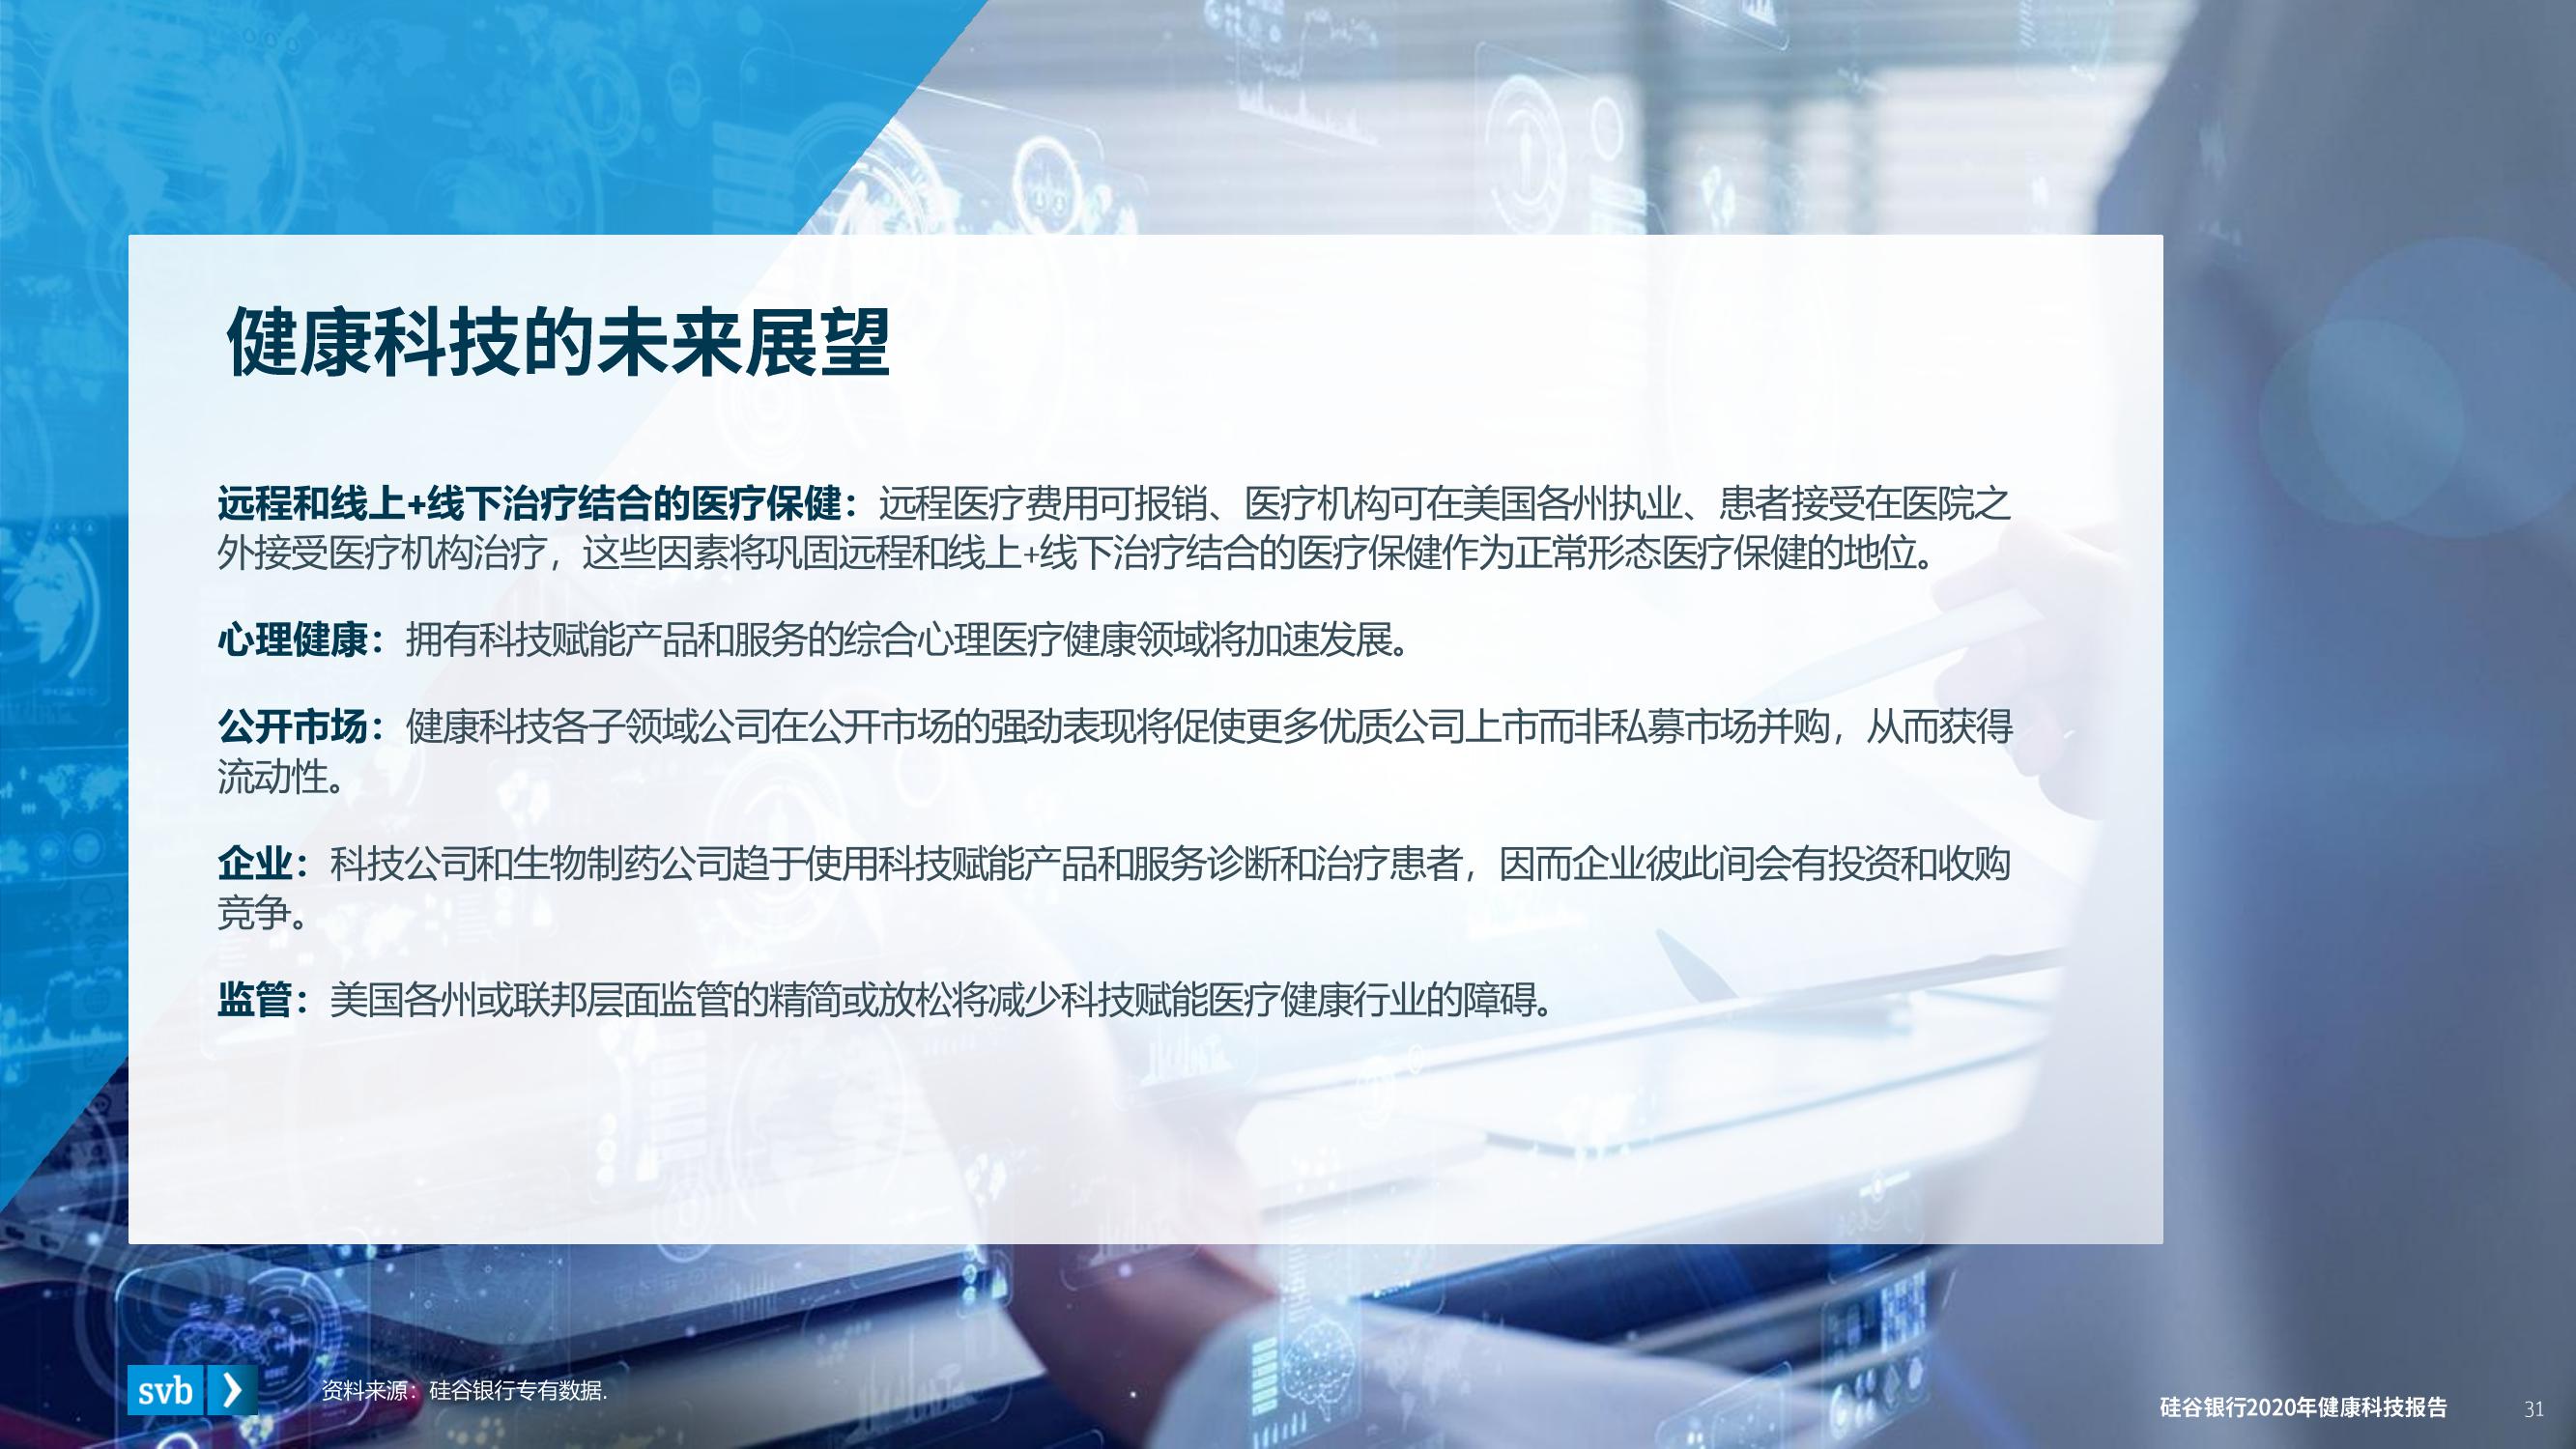 健康科技的未来展望
远程和线上+线下治疗结合的医疗保健：远程医疗费用可报销、医疗机构可在美国各州执业、患者接受在医院之
外接受医疗机构治疗，这些因素将巩固远程和线上+线下治疗结合的医疗保健作为正常形态医疗保健的地位。
心理健康：拥有科技赋能产品和服务的综合心理医疗健康领域将加速发展。
公开市场：健康科技各子领域公司在公开市场的强劲表现将促使更多优质公司上市而非私募市场并购，从而获得
流动性。
企业：科技公司和生物制药公司趋于使用科技赋能产品和服务诊断和治疗患者，因而企业彼此间会有投资和收购
竞争。
监管：美国各州或联邦层面监管的精简或放松将减少科技赋能医疗健康行业的障碍。
svb
资料来源：硅谷银行专有数据.
硅谷银行2020年健康科技报告
31